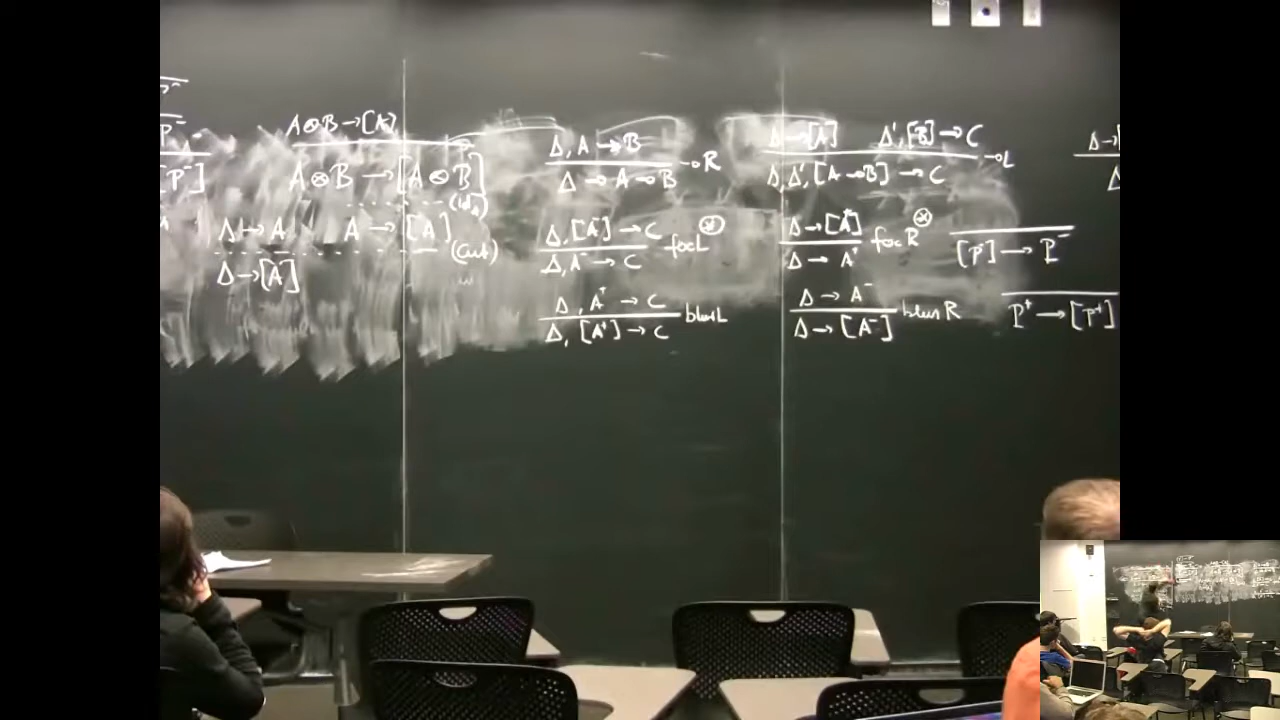 P⁻
[P⁻]
A⊗B → [A]
A⊗B → [A⊗B]
(id₊)
Δ → A    A → [A]
(cut)
Δ → [A]
Δ, A → B
Δ → A ⊸ B    ⊸R
Δ, [A⁻] → C
Δ, A⁻ → C    focL ⊛
Δ, A⁺ → C
Δ, [A⁺] → C    blurL
Δ → [A]    Δ', [B] → C
Δ, Δ', [A ⊸ B] → C    ⊸L
Δ → [A⁺]
Δ → A⁺    focR ⊛
[P⁻] → P⁻
Δ → A⁻
Δ → [A⁻]    blurR
P⁺ → [P⁺]
Δ → [
Δ